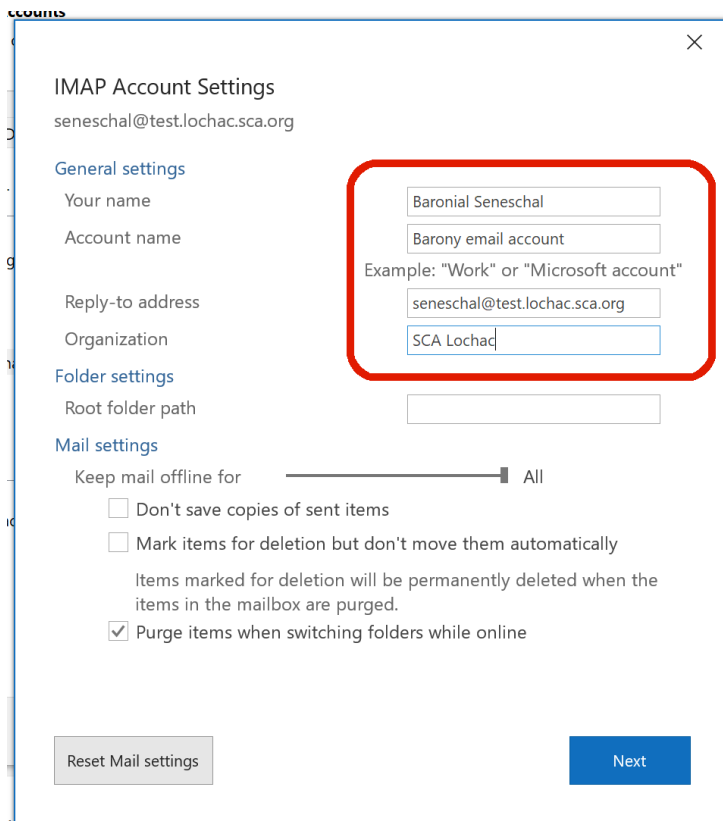 ccounts
IMAP Account Settings
seneschal@test.lochac.sca.org
General settings
Your name Baronial Seneschal
Account name Barony email account
Example: "Work" or "Microsoft account"
Reply-to address seneschal@test.lochac.sca.org
Organization SCA Lochac
Folder settings
Root folder path
Mail settings
Keep mail offline for All
Don't save copies of sent items
Mark items for deletion but don't move them automatically
Items marked for deletion will be permanently deleted when the
items in the mailbox are purged.
Purge items when switching folders while online
Reset Mail settings Next